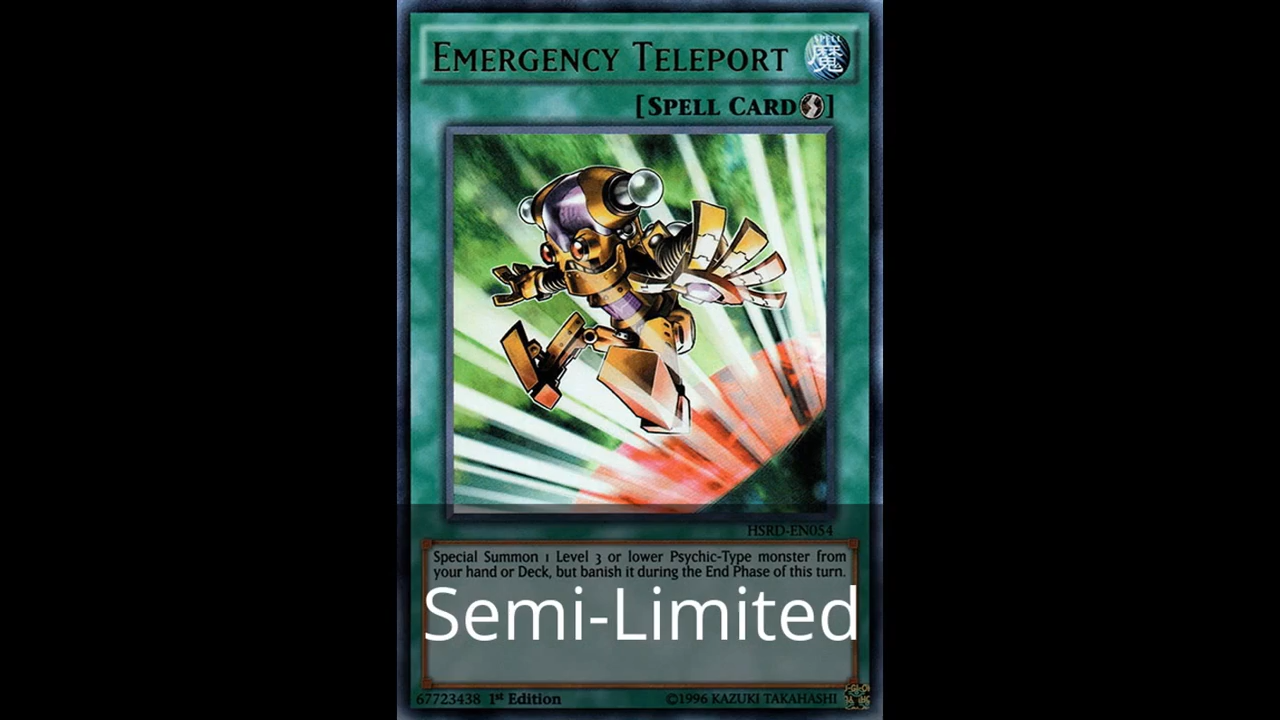 EMERGENCY TELEPORT
魔
[SPELL CARD]
HSRD-EN054
Special Summon 1 Level 3 or lower Psychic-Type monster from
your hand or Deck, but banish it during the End Phase of this turn.
Semi-Limited
67723438 1st Edition ©1996 KAZUKI TAKAHASHI